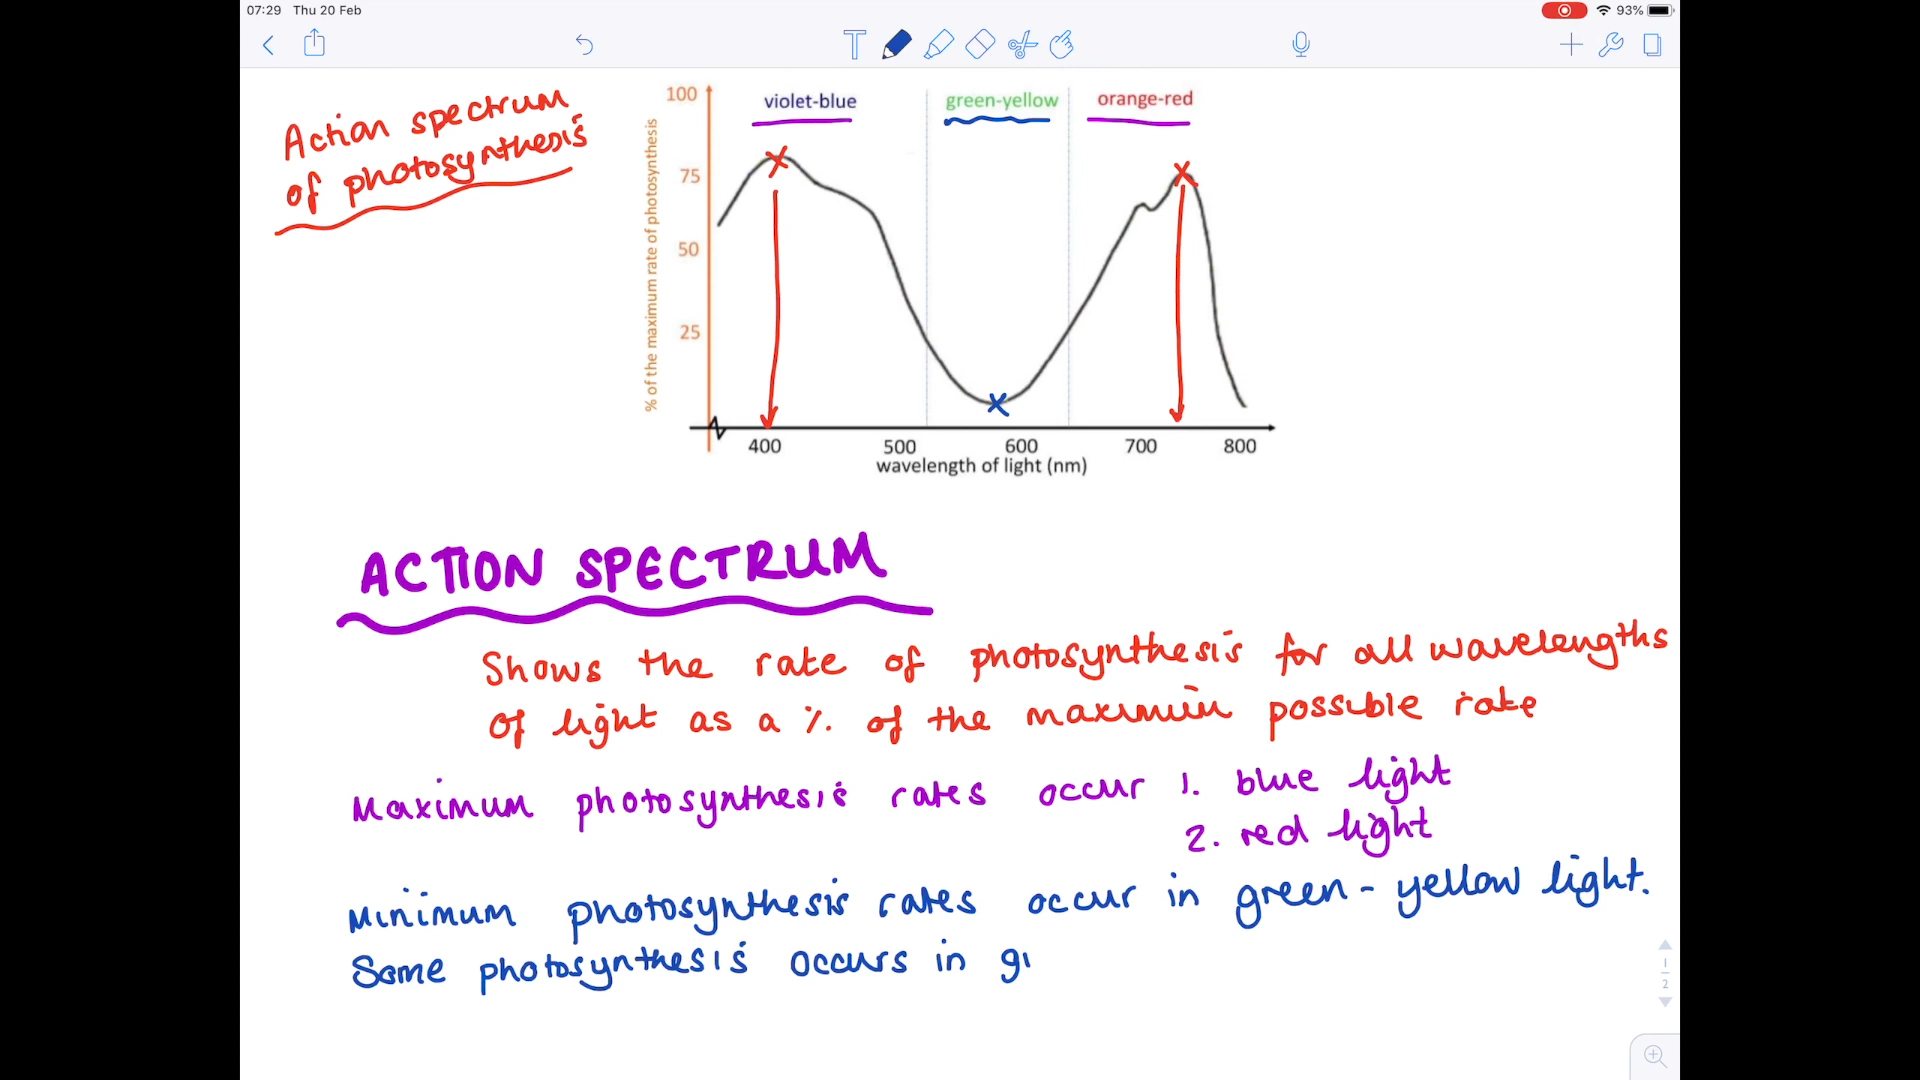 07:29 Thu 20 Feb
93%
T
Action spectrum
of photosynthesis
100
75
50
25
% of the maximum rate of photosynthesis
violet-blue
green-yellow
orange-red
400 500 600 700 800
wavelength of light (nm)
ACTION SPECTRUM
Shows the rate of photosynthesis for all wavelengths
of light as a % of the maximum possible rate
Maximum photosynthesis rates occur 1. blue light
2. red light
Minimum photosynthesis rates occur in green-yellow light.
Some photosynthesis occurs in gr
1
2